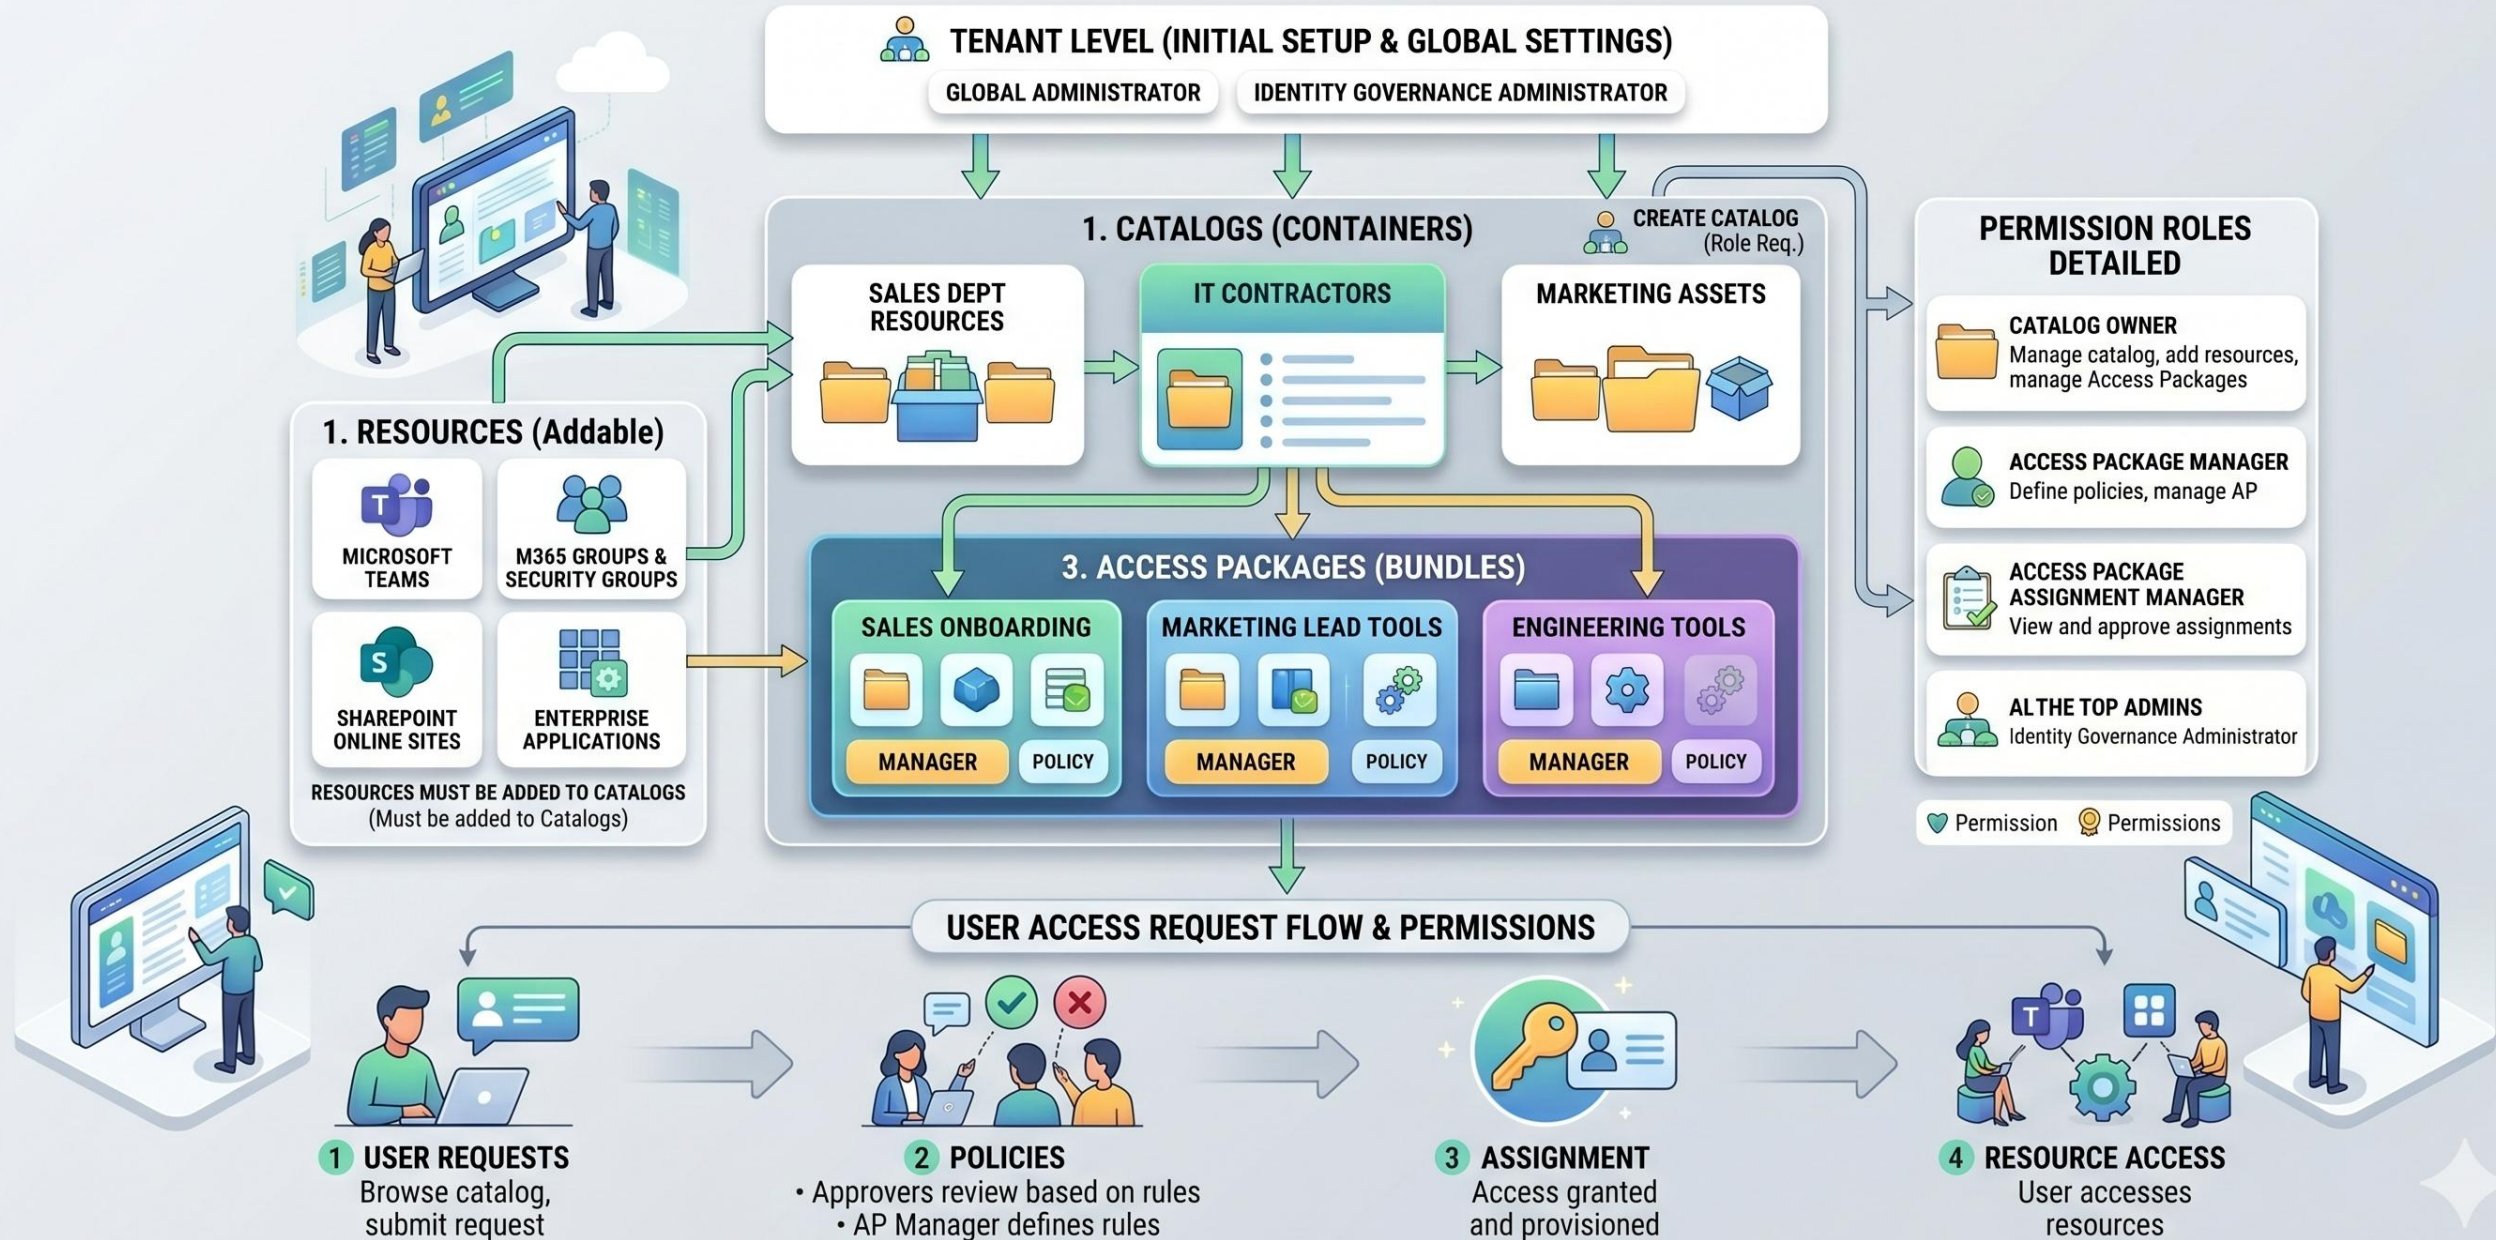 TENANT LEVEL (INITIAL SETUP & GLOBAL SETTINGS)
GLOBAL ADMINISTRATOR
IDENTITY GOVERNANCE ADMINISTRATOR
1. CATALOGS (CONTAINERS)
CREATE CATALOG
(Role Req.)
SALES DEPT
RESOURCES
IT CONTRACTORS
MARKETING ASSETS
1. RESOURCES (Addable)
T
MICROSOFT
TEAMS
M365 GROUPS &
SECURITY GROUPS
S
SHAREPOINT
ONLINE SITES
ENTERPRISE
APPLICATIONS
RESOURCES MUST BE ADDED TO CATALOGS
(Must be added to Catalogs)
3. ACCESS PACKAGES (BUNDLES)
SALES ONBOARDING
MANAGER
POLICY
MARKETING LEAD TOOLS
MANAGER
POLICY
ENGINEERING TOOLS
MANAGER
POLICY
PERMISSION ROLES
DETAILED
CATALOG OWNER
Manage catalog, add resources,
manage Access Packages
ACCESS PACKAGE MANAGER
Define policies, manage AP
ACCESS PACKAGE
ASSIGNMENT MANAGER
View and approve assignments
ALTHE TOP ADMINS
Identity Governance Administrator
Permission
Permissions
USER ACCESS REQUEST FLOW & PERMISSIONS
1 USER REQUESTS
Browse catalog,
submit request
2 POLICIES
• Approvers review based on rules
• AP Manager defines rules
3 ASSIGNMENT
Access granted
and provisioned
T
4 RESOURCE ACCESS
User accesses
resources